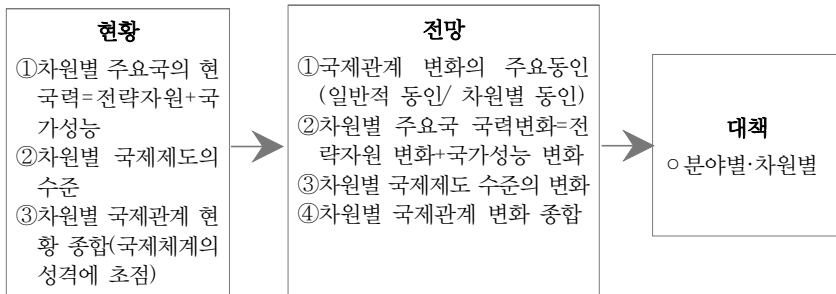 현황
①차원별 주요국의 현
국력=전략자원+국
가성능
②차원별 국제제도의
수준
③차원별 국제관계 현
황 종합(국제체계의
성격에 초점)
전망
①국제관계 변화의 주요동인
(일반적 동인/ 차원별 동인)
②차원별 주요국 국력변화=전
략자원 변화+국가성능 변화
③차원별 국제제도 수준의 변화
④차원별 국제관계 변화 종합
대책
○분야별·차원별